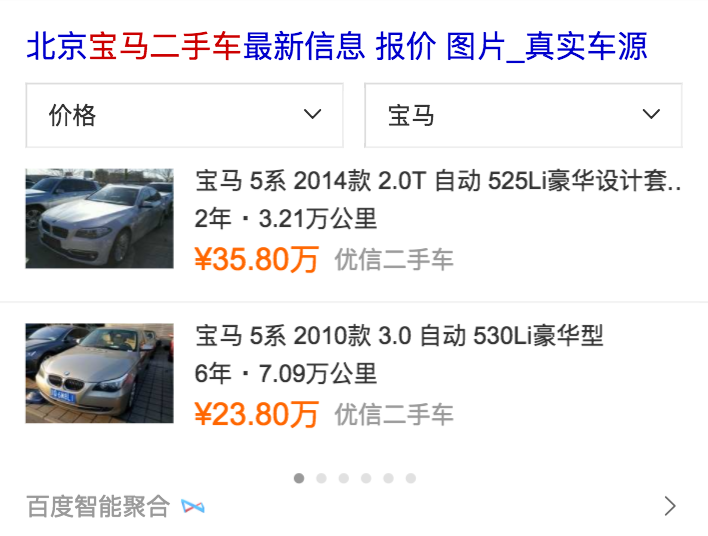 北京宝马二手车最新信息 报价 图片_真实车源
价格
宝马
宝马 5系 2014款 2.0T 自动 525Li豪华设计套..
2年·3.21万公里
¥35.80万 优信二手车
宝马 5系 2010款 3.0 自动 530Li豪华型
6年·7.09万公里
¥23.80万 优信二手车
百度智能聚合